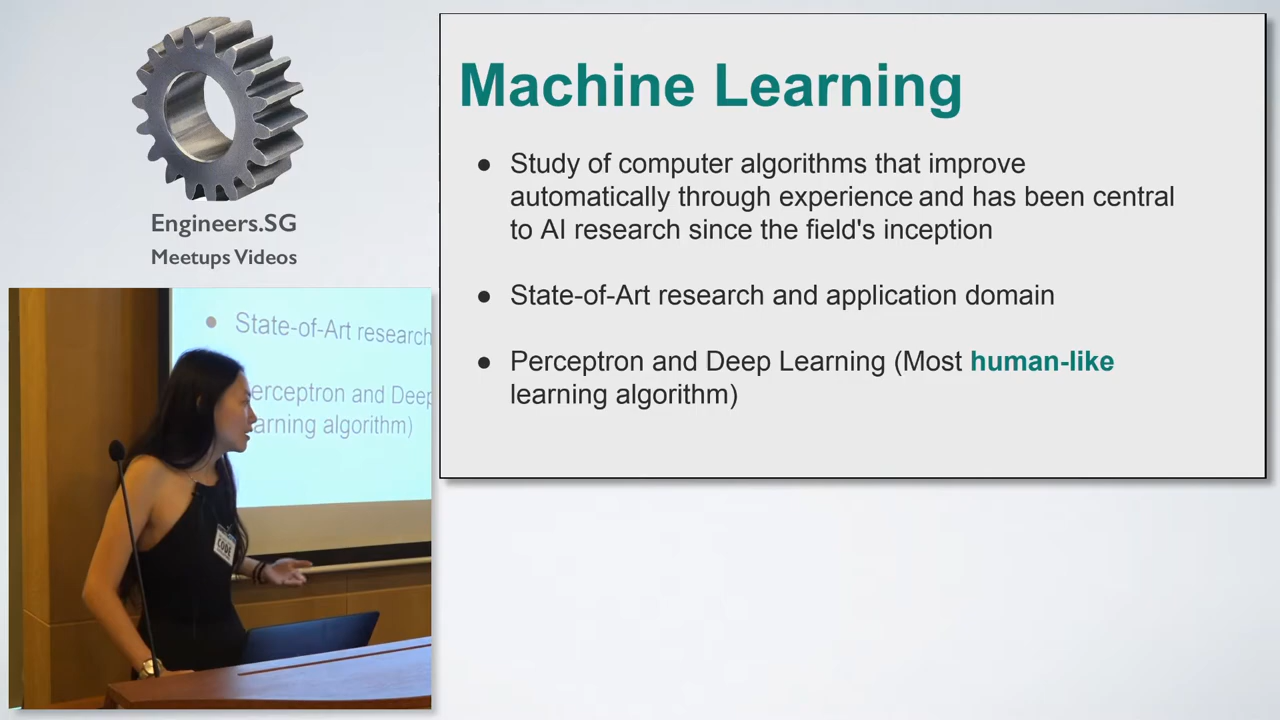 Engineers.SG
Meetups Videos
Machine Learning
● Study of computer algorithms that improve
automatically through experience and has been central
to AI research since the field's inception
● State-of-Art research and application domain
● Perceptron and Deep Learning (Most human-like
learning algorithm)
● State-of-Art research
erceptron and Deep
arning algorithm)
CODE